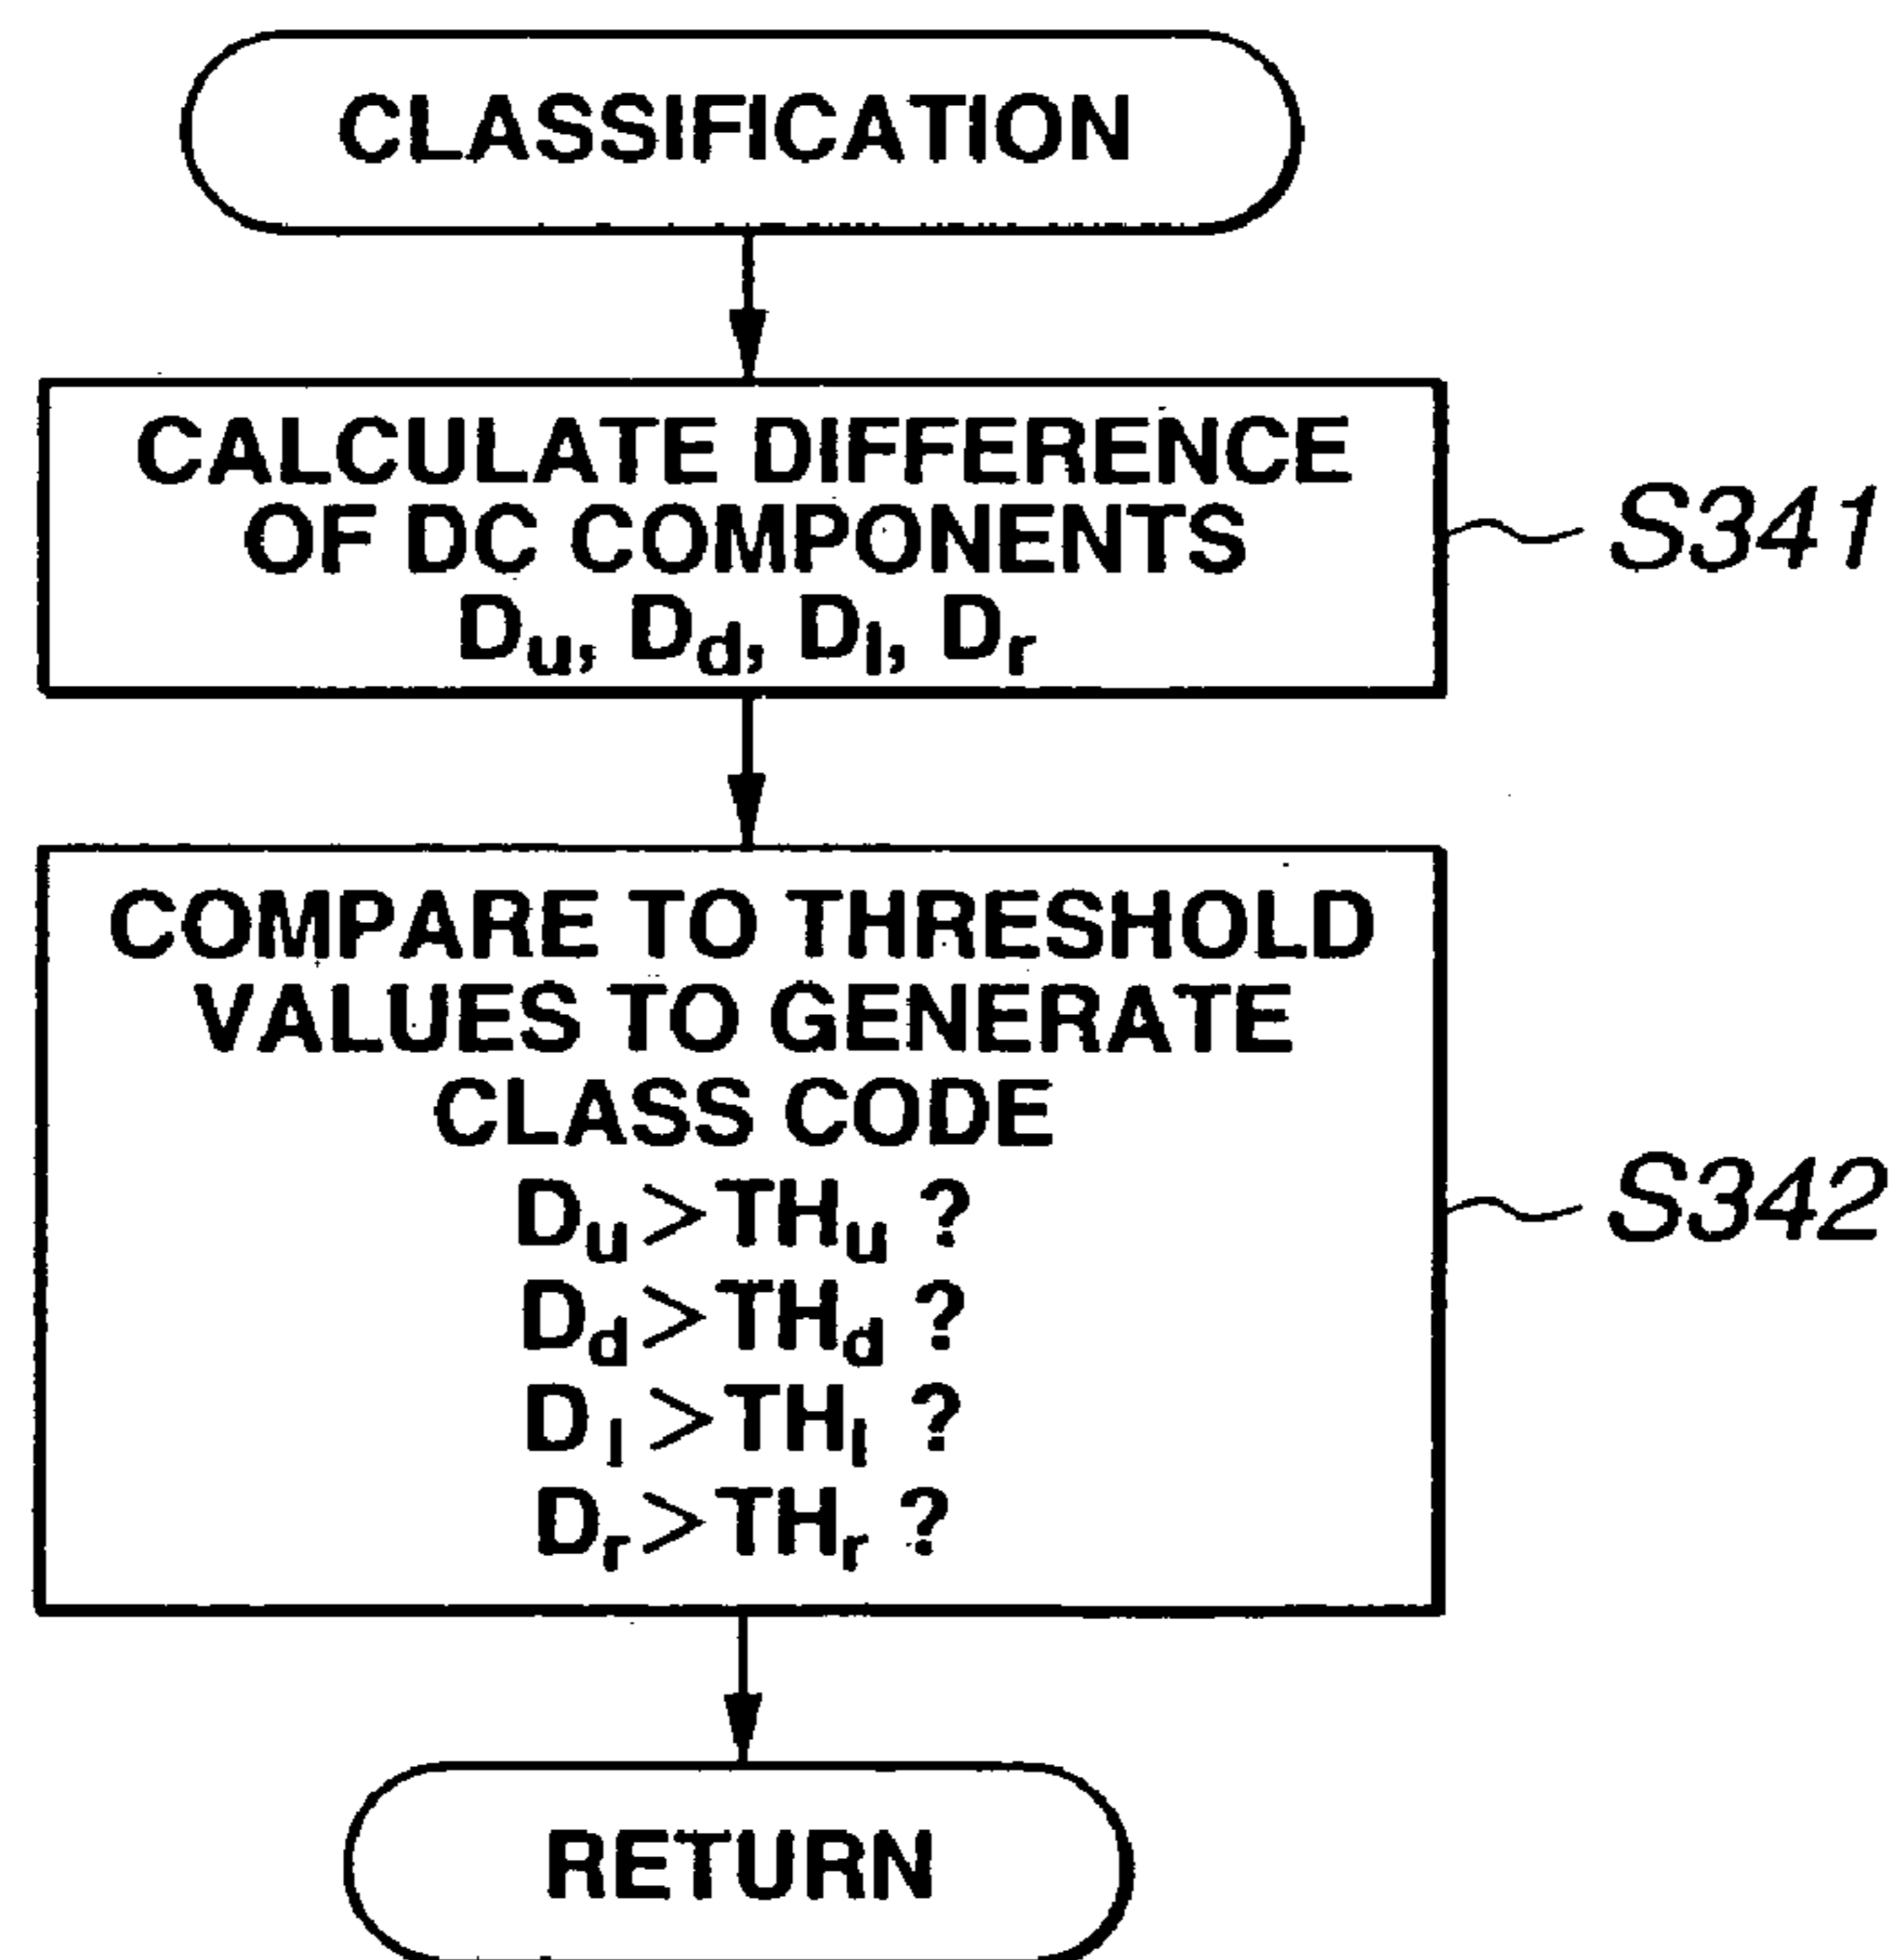 CLASSIFICATION
CALCULATE DIFFERENCE
OF DC COMPONENTS
Du, Dd, Dl, Dr
S341
COMPARE TO THRESHOLD
VALUES TO GENERATE
CLASS CODE
Du>THu ?
Dd>THd ?
Dl>THl ?
Dr>THr ?
S342
RETURN